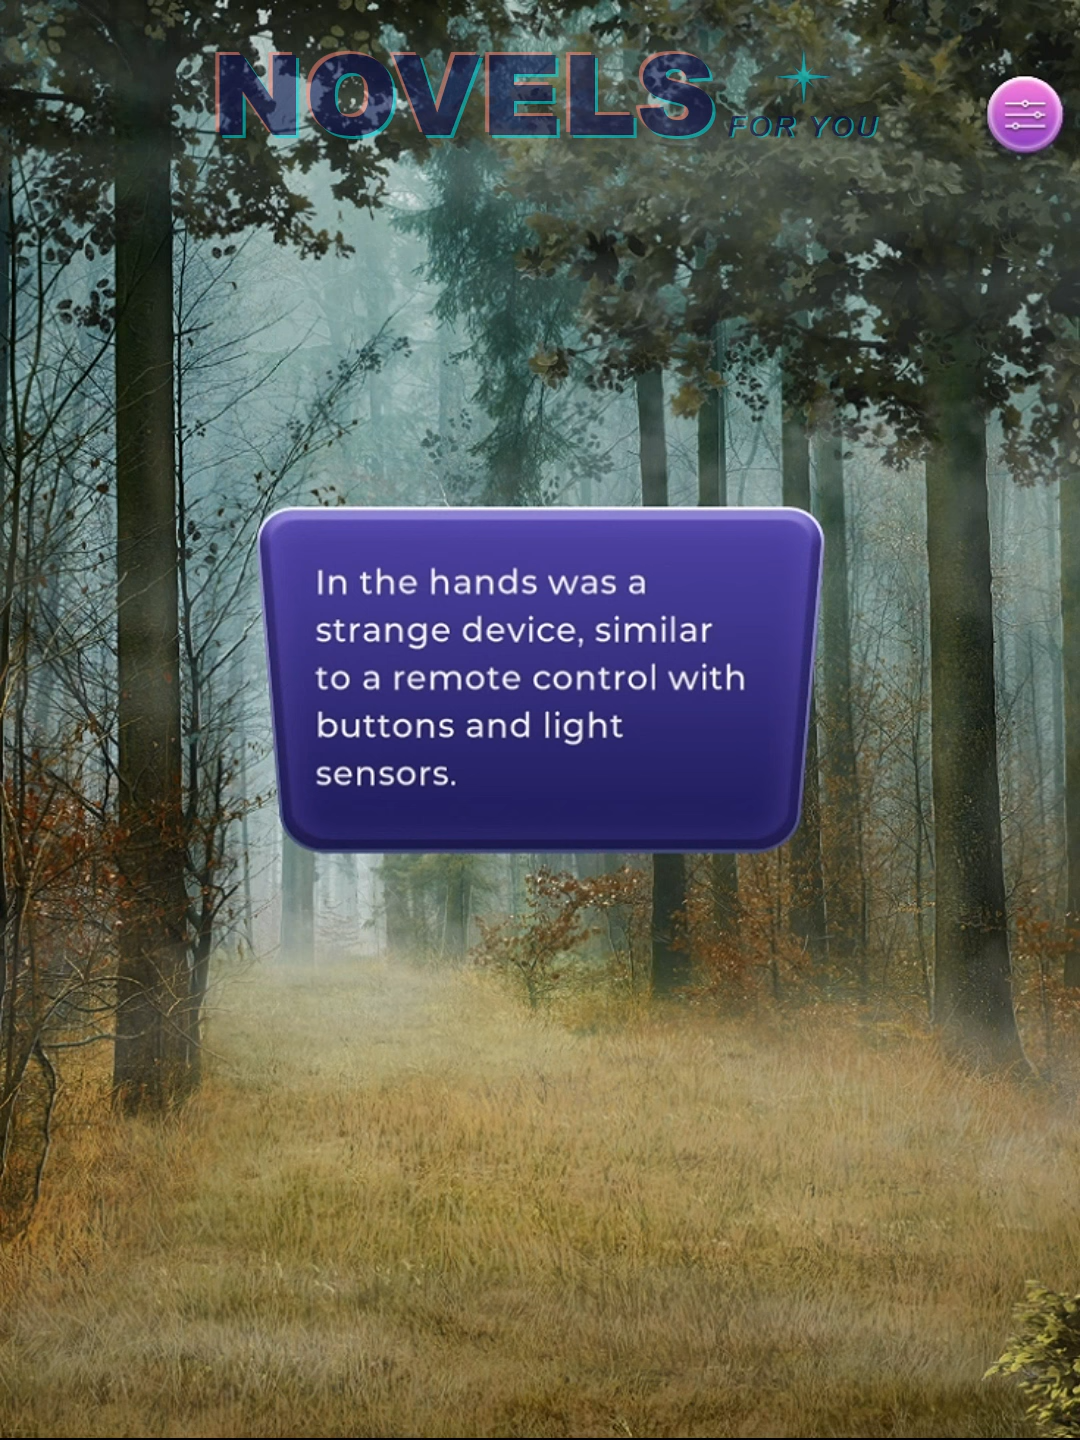 NOVELS
FOR YOU
In the hands was a
strange device, similar
to a remote control with
buttons and light
sensors.